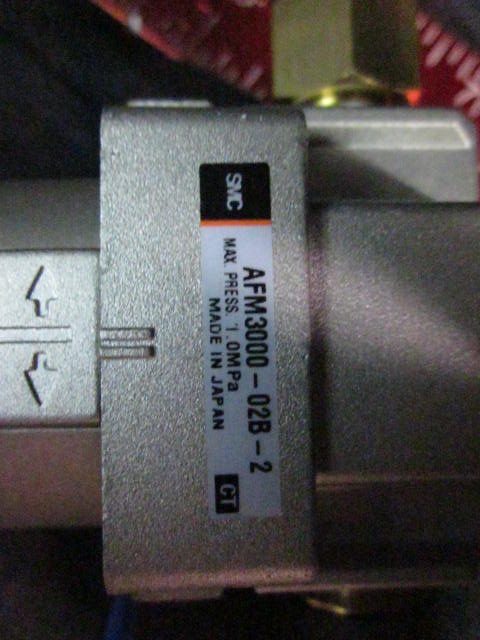 SMC
AFM3000-02B-2
MAX. PRESS. 1.0MPa
MADE IN JAPAN
CT